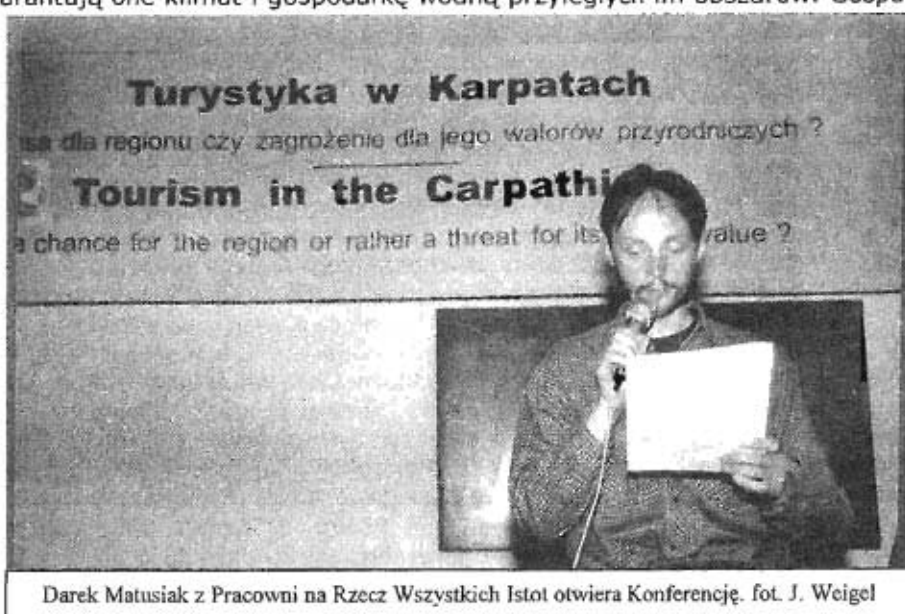 one klimat i gospodarkę wodną przyległych im obszarów.
Turystyka w Karpatach
dla regionu czy zagrożenie dla jego walorów przyrodniczych ?
Tourism in the Carpathi
a chance for the region or rather a threat for its value ?
Darek Matusiak z Pracowni na Rzecz Wszystkich Istot otwiera Konferencję. fot. J. Weigel